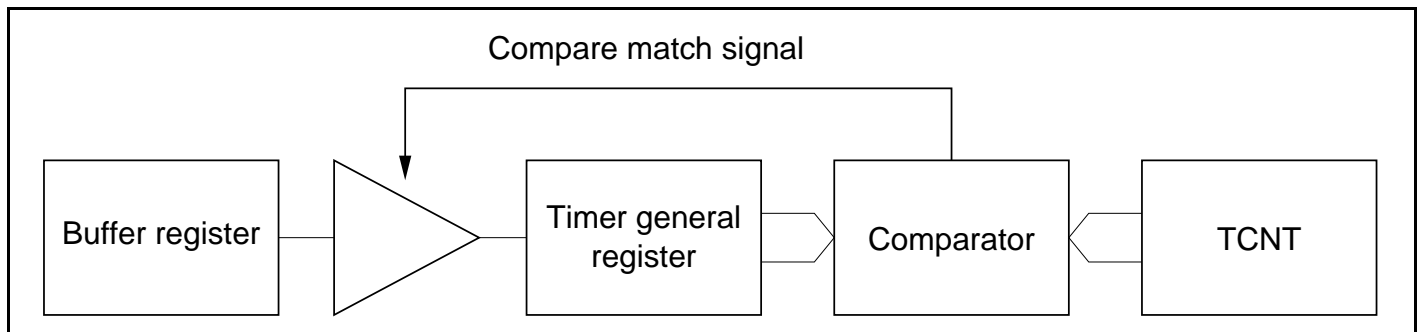 Compare match signal
Buffer register
Timer general
register
Comparator
TCNT